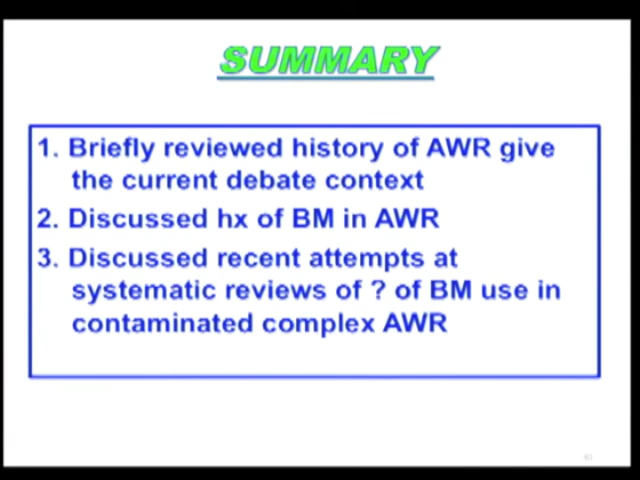 SUMMARY
1. Briefly reviewed history of AWR give
the current debate context
2. Discussed hx of BM in AWR
3. Discussed recent attempts at
systematic reviews of ? of BM use in
contaminated complex AWR